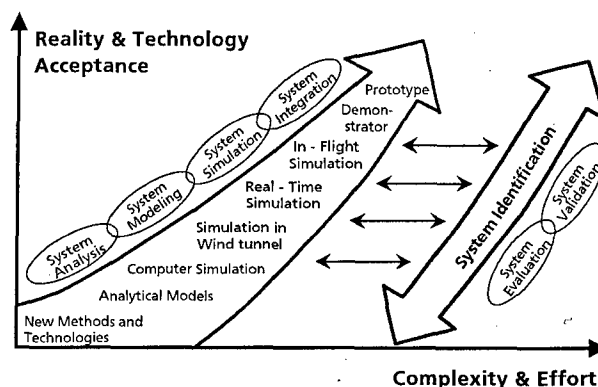 Reality & Technology
Acceptance
System
Integration
System
Simulation
System
Modeling
System
Analysis
Prototype
Demon-
strator
In - Flight
Simulation
Real - Time
Simulation
Simulation in
Wind tunnel
Computer Simulation
Analytical Models
New Methods and
Technologies
System Identification
System
Validation
System
Evaluation
Complexity & Effort